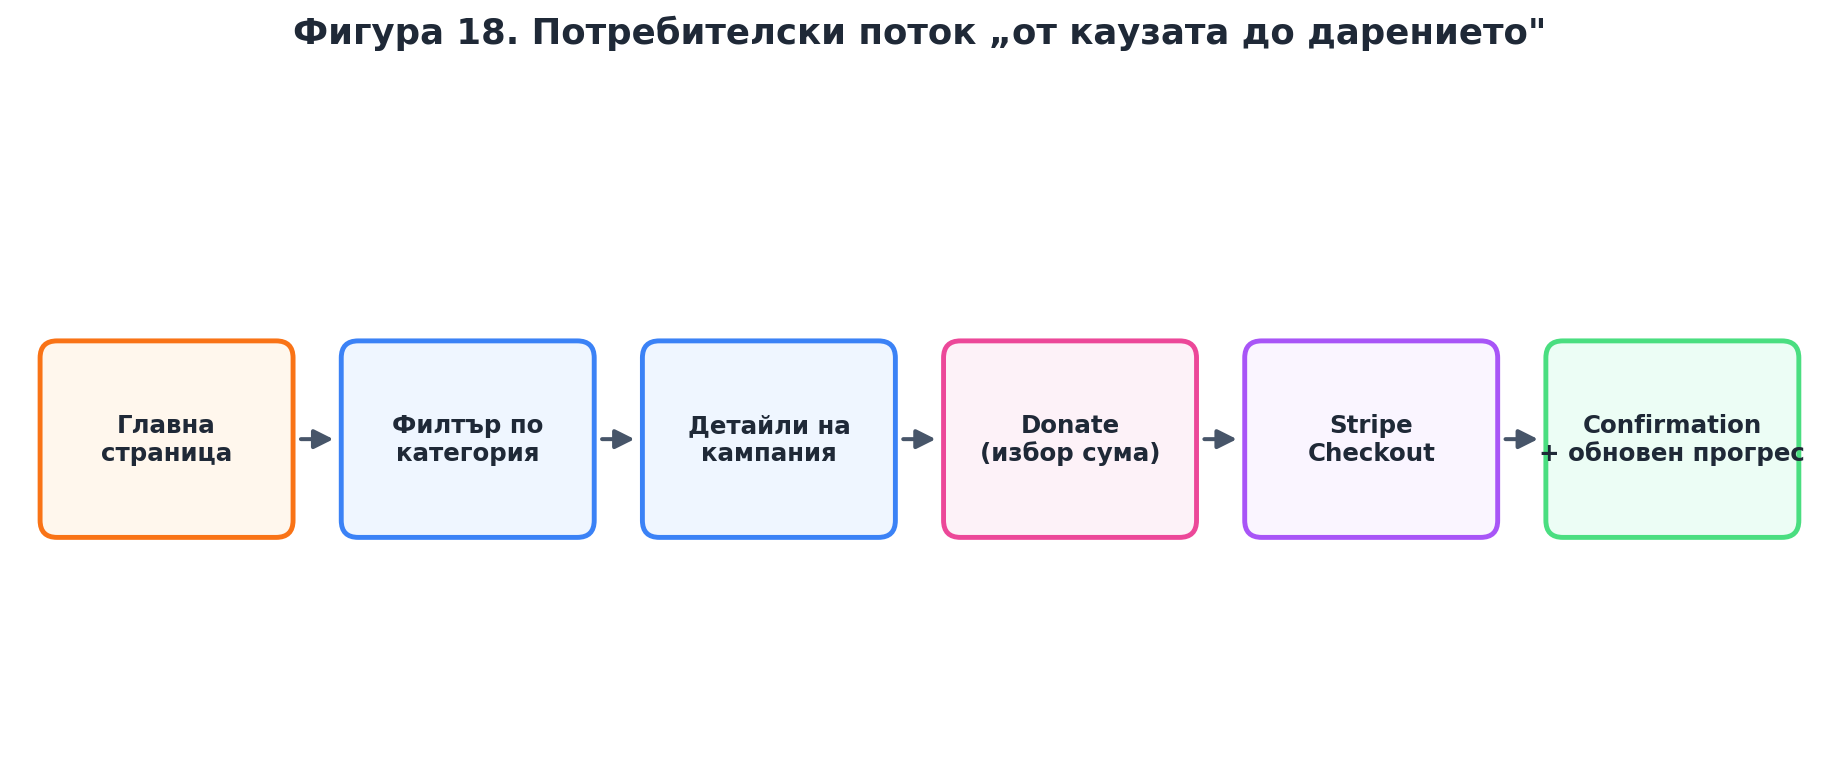 Фигура 18. Потребителски поток „от каузата до дарението"
Главна
страница
Филтър по
категория
Детайли на
кампания
Donate
(избор сума)
Stripe
Checkout
Confirmation
+ обновен прогрес